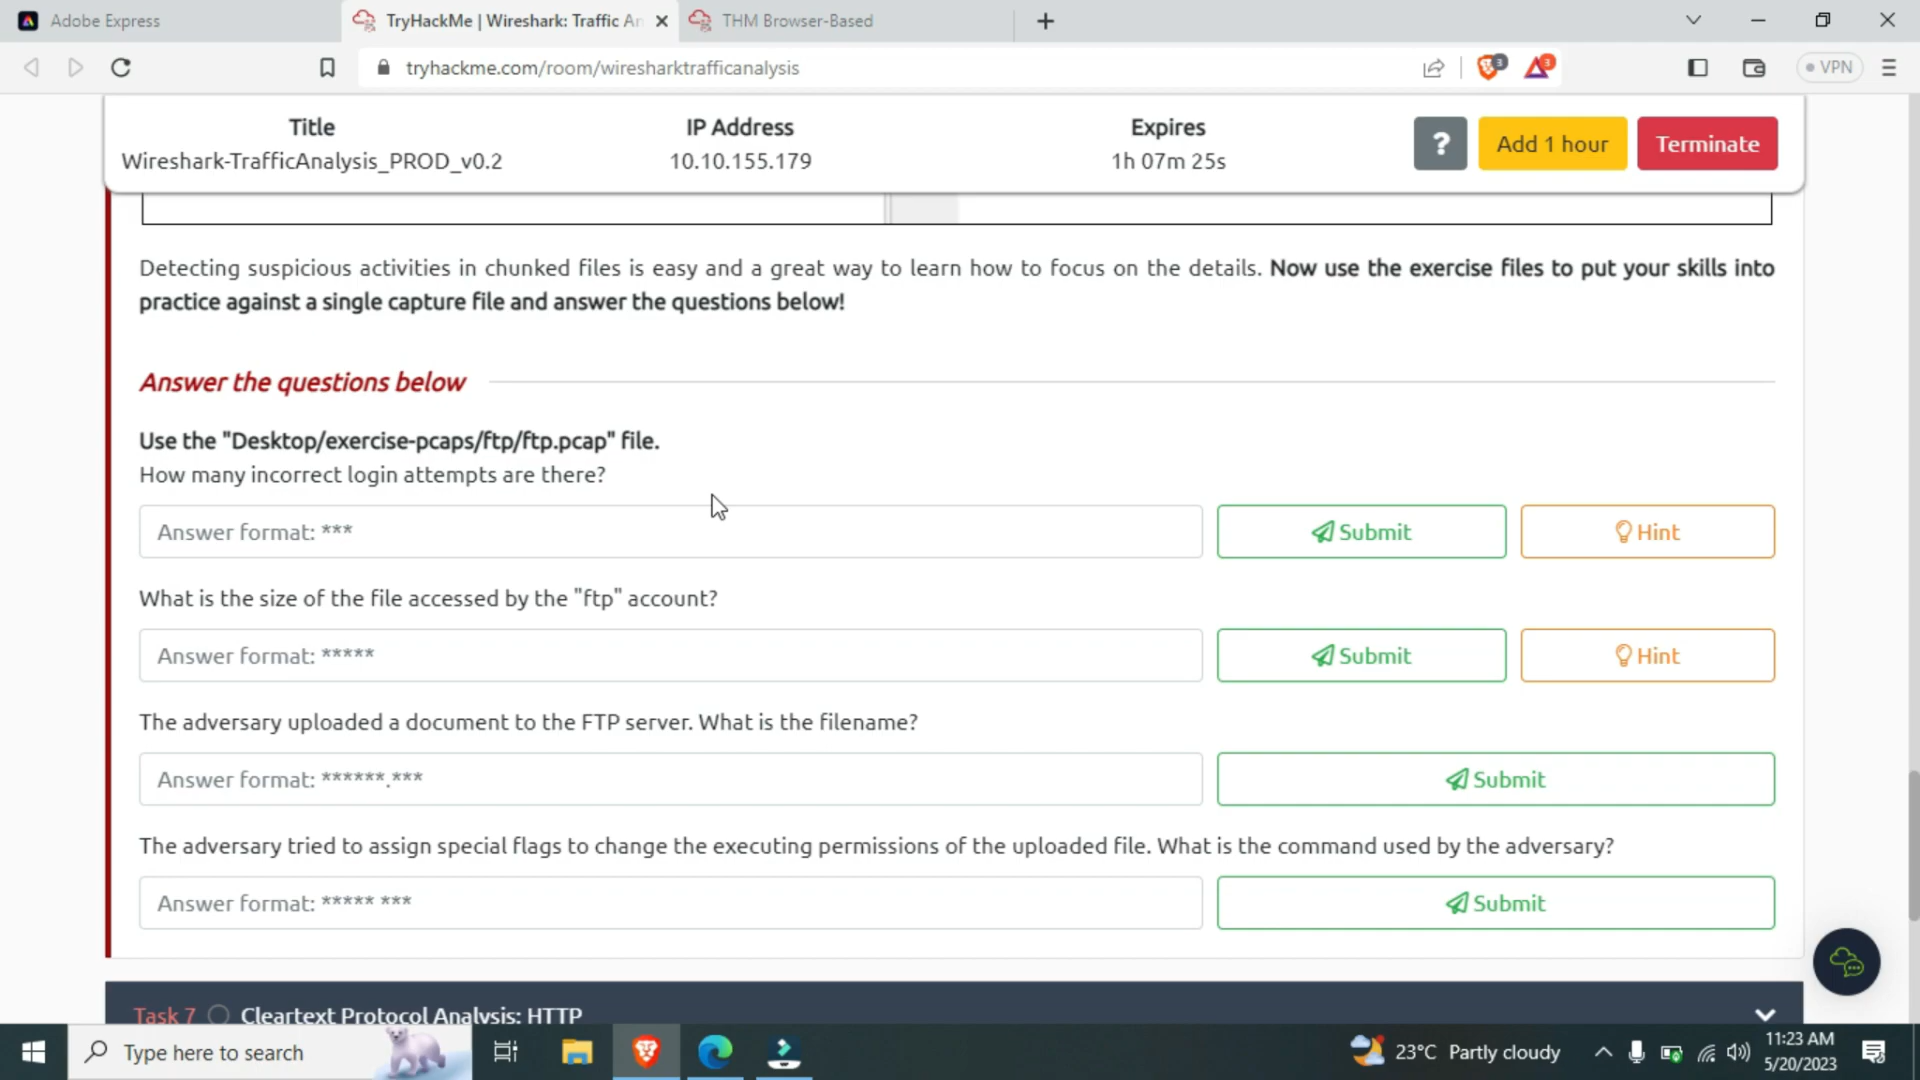 Adobe Express
TryHackMe | Wireshark: Traffic An
THM Browser-Based
tryhackme.com/room/wiresharktrafficanalysis
3
3
VPN
Title
IP Address
Expires
Wireshark-TrafficAnalysis_PROD_v0.2
10.10.155.179
1h 07m 25s
?
Add 1 hour
Terminate
Detecting suspicious activities in chunked files is easy and a great way to learn how to focus on the details. Now use the exercise files to put your skills into
practice against a single capture file and answer the questions below!
Answer the questions below
Use the "Desktop/exercise-pcaps/ftp/ftp.pcap" file.
How many incorrect login attempts are there?
Answer format: ***
Submit
Hint
What is the size of the file accessed by the "ftp" account?
Answer format: *****
Submit
Hint
The adversary uploaded a document to the FTP server. What is the filename?
Answer format: ******.***
Submit
The adversary tried to assign special flags to change the executing permissions of the uploaded file. What is the command used by the adversary?
Answer format: ***** ***
Submit
Task 7
Cleartext Protocol Analysis: HTTP
Type here to search
23°C Partly cloudy
11:23 AM
5/20/2023